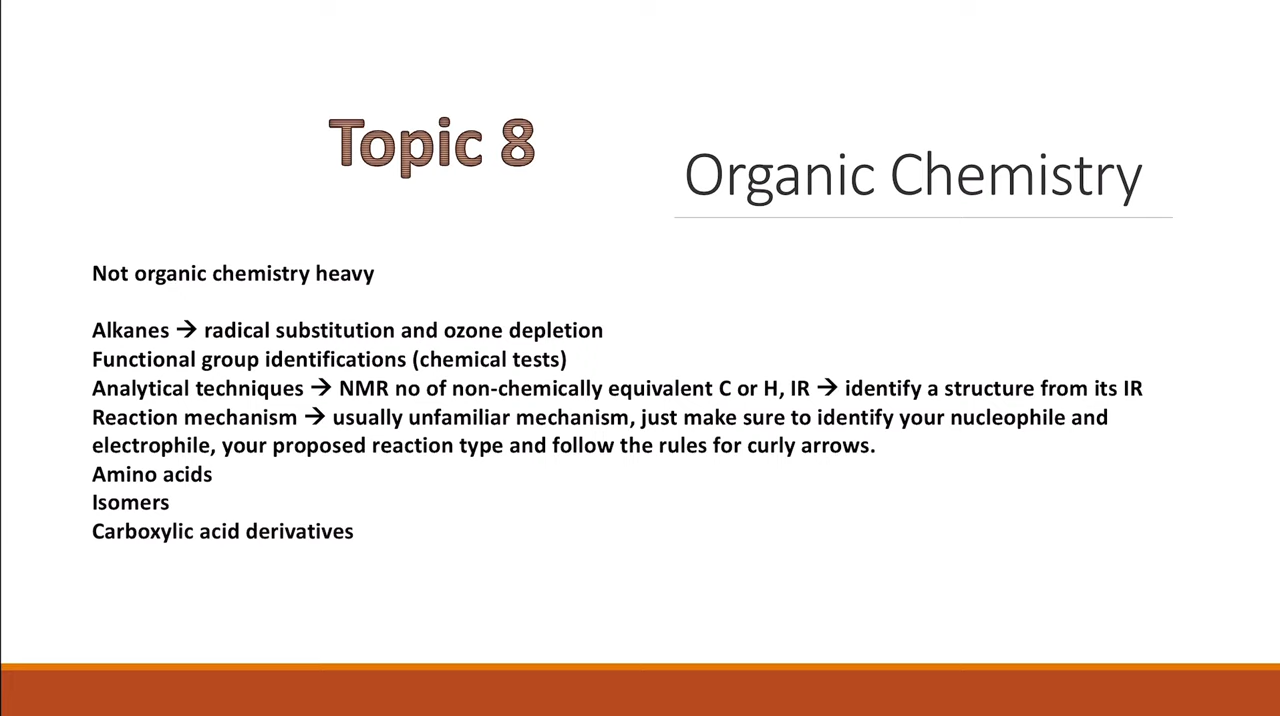 Topic 8
Organic Chemistry
Not organic chemistry heavy
Alkanes → radical substitution and ozone depletion
Functional group identifications (chemical tests)
Analytical techniques → NMR no of non-chemically equivalent C or H, IR → identify a structure from its IR
Reaction mechanism → usually unfamiliar mechanism, just make sure to identify your nucleophile and
electrophile, your proposed reaction type and follow the rules for curly arrows.
Amino acids
Isomers
Carboxylic acid derivatives